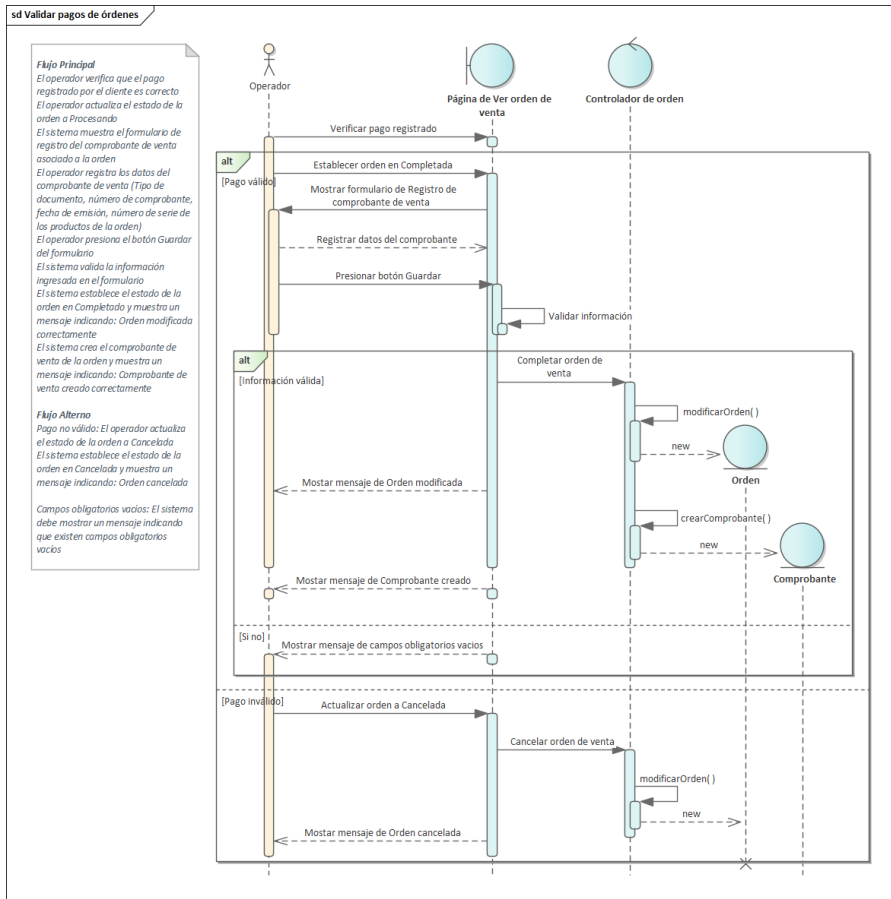 sd Validar pagos de órdenes
Flujo Principal
El operador verifica que el pago
registrado por el cliente es correcto
El operador actualiza el estado de la
orden a Procesando
El sistema muestra el formulario de
registro del comprobante de venta
asociado a la orden
El operador registra los datos del
comprobante de venta (Tipo de
documento, número de comprobante,
fecha de emisión, número de serie de
los productos de la orden)
El operador presiona el botón Guardar
del formulario
El sistema valida la información
ingresada en el formulario
El sistema establece el estado de la
orden en Completado y muestra un
mensaje indicando: Orden modificada
correctamente
El sistema crea el comprobante de
venta de la orden y muestra un
mensaje indicando: Comprobante de
venta creado correctamente
Flujo Alterno
Pago no válido: El operador actualiza
el estado de la orden a Cancelada
El sistema establece el estado de la
orden en Cancelada y muestra un
mensaje indicando: Orden cancelada
Campos obligatorios vacíos: El sistema
debe mostrar un mensaje indicando
que existen campos obligatorios
vacíos
Operador
Página de Ver orden de
venta
Controlador de orden
Verificar pago registrado
alt
[Pago válido]
Establecer orden en Completada
Mostrar formulario de Registro de
comprobante de venta
Registrar datos del comprobante
Presionar botón Guardar
Validar información
alt
[Información válida]
Completar orden de
venta
modificarOrden( )
new
Orden
Mostar mensaje de Orden modificada
crearComprobante( )
new
Comprobante
Mostar mensaje de Comprobante creado
[Si no]
Mostrar mensaje de campos obligatorios vacios
[Pago inválido]
Actualizar orden a Cancelada
Cancelar orden de venta
modificarOrden( )
new
Mostar mensaje de Orden cancelada